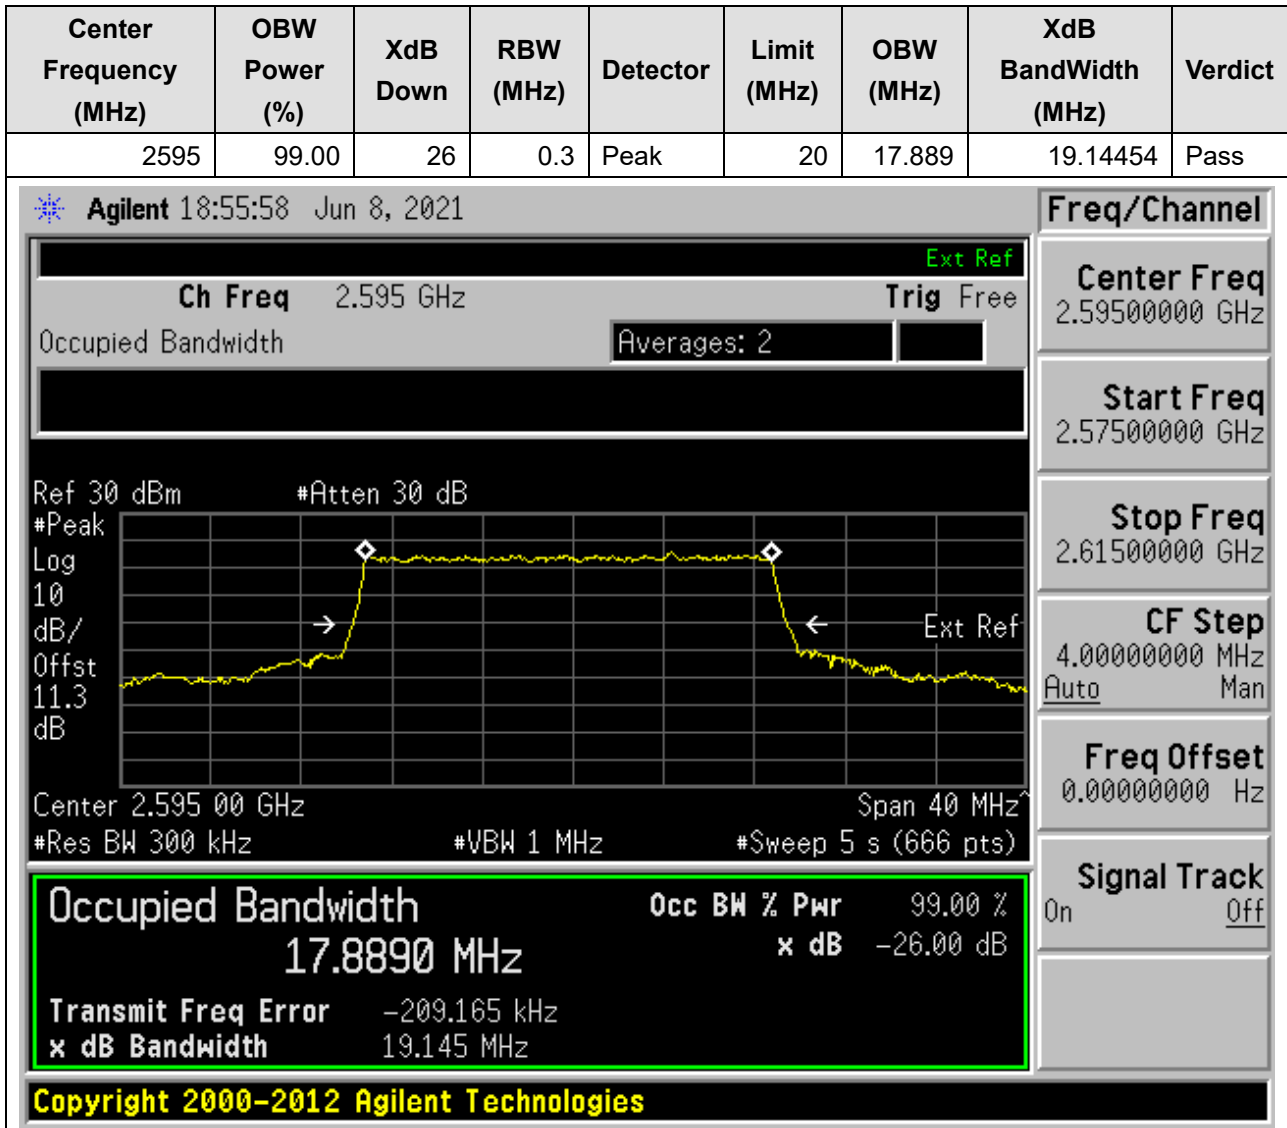 Center Frequency (MHz) OBW Power (%) XdB Down RBW (MHz) Detector Limit (MHz) OBW (MHz) XdB BandWidth (MHz) Verdict
2595 99.00 26 0.3 Peak 20 17.889 19.14454 Pass
Agilent 18:55:58 Jun 8, 2021
Freq/Channel
Ext Ref
Ch Freq 2.595 GHz Trig Free
Occupied Bandwidth Averages: 2
Center Freq
2.59500000 GHz
Start Freq
2.57500000 GHz
Stop Freq
2.61500000 GHz
CF Step
4.00000000 MHz
Auto Man
Freq Offset
0.00000000 Hz
Signal Track
On Off
Ref 30 dBm #Atten 30 dB
#Peak
Log
10
dB/
Offst
11.3
dB
Ext Ref
Center 2.595 00 GHz Span 40 MHz^
#Res BW 300 kHz #VBW 1 MHz #Sweep 5 s (666 pts)
Occupied Bandwidth Occ BW % Pwr 99.00 %
17.8890 MHz x dB -26.00 dB
Transmit Freq Error -209.165 kHz
x dB Bandwidth 19.145 MHz
Copyright 2000-2012 Agilent Technologies